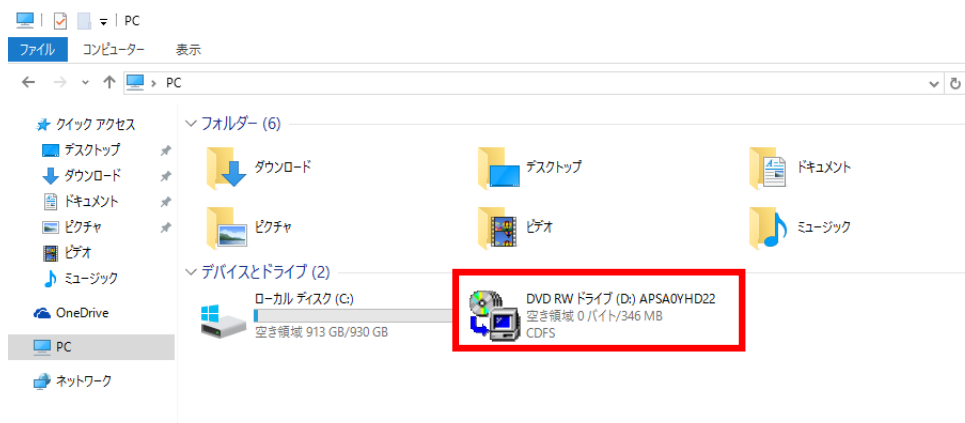 PC
ファイル コンピューター 表示
PC
クイック アクセス
デスクトップ
ダウンロード
ドキュメント
ピクチャ
ビデオ
ミュージック
OneDrive
PC
ネットワーク
フォルダー (6)
ダウンロード
デスクトップ
ドキュメント
ピクチャ
ビデオ
ミュージック
デバイスとドライブ (2)
ローカル ディスク (C:)
空き領域 913 GB/930 GB
DVD RW ドライブ (D:) APSA0YHD22
空き領域 0 バイト/346 MB
CDFS